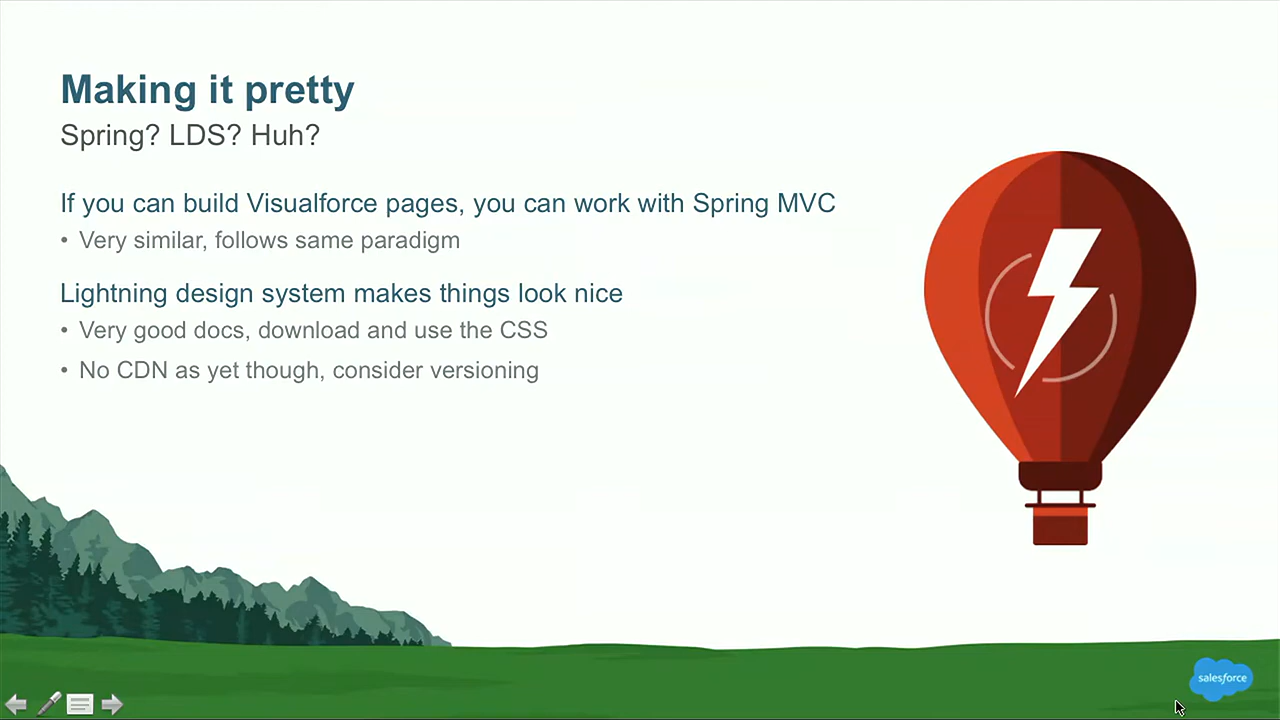 Making it pretty
Spring? LDS? Huh?
If you can build Visualforce pages, you can work with Spring MVC
• Very similar, follows same paradigm
Lightning design system makes things look nice
• Very good docs, download and use the CSS
• No CDN as yet though, consider versioning
salesforce